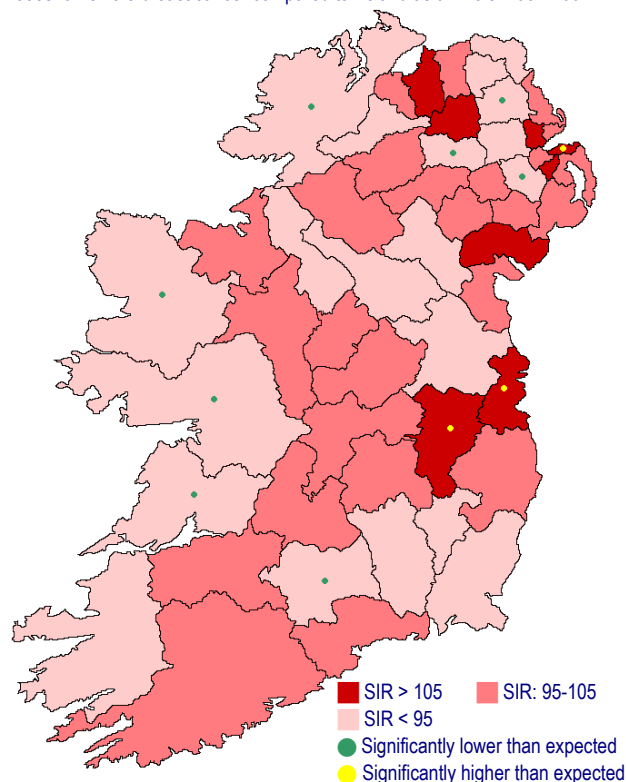 SIR > 105 SIR: 95-105
SIR < 95
Significantly lower than expected
Significantly higher than expected